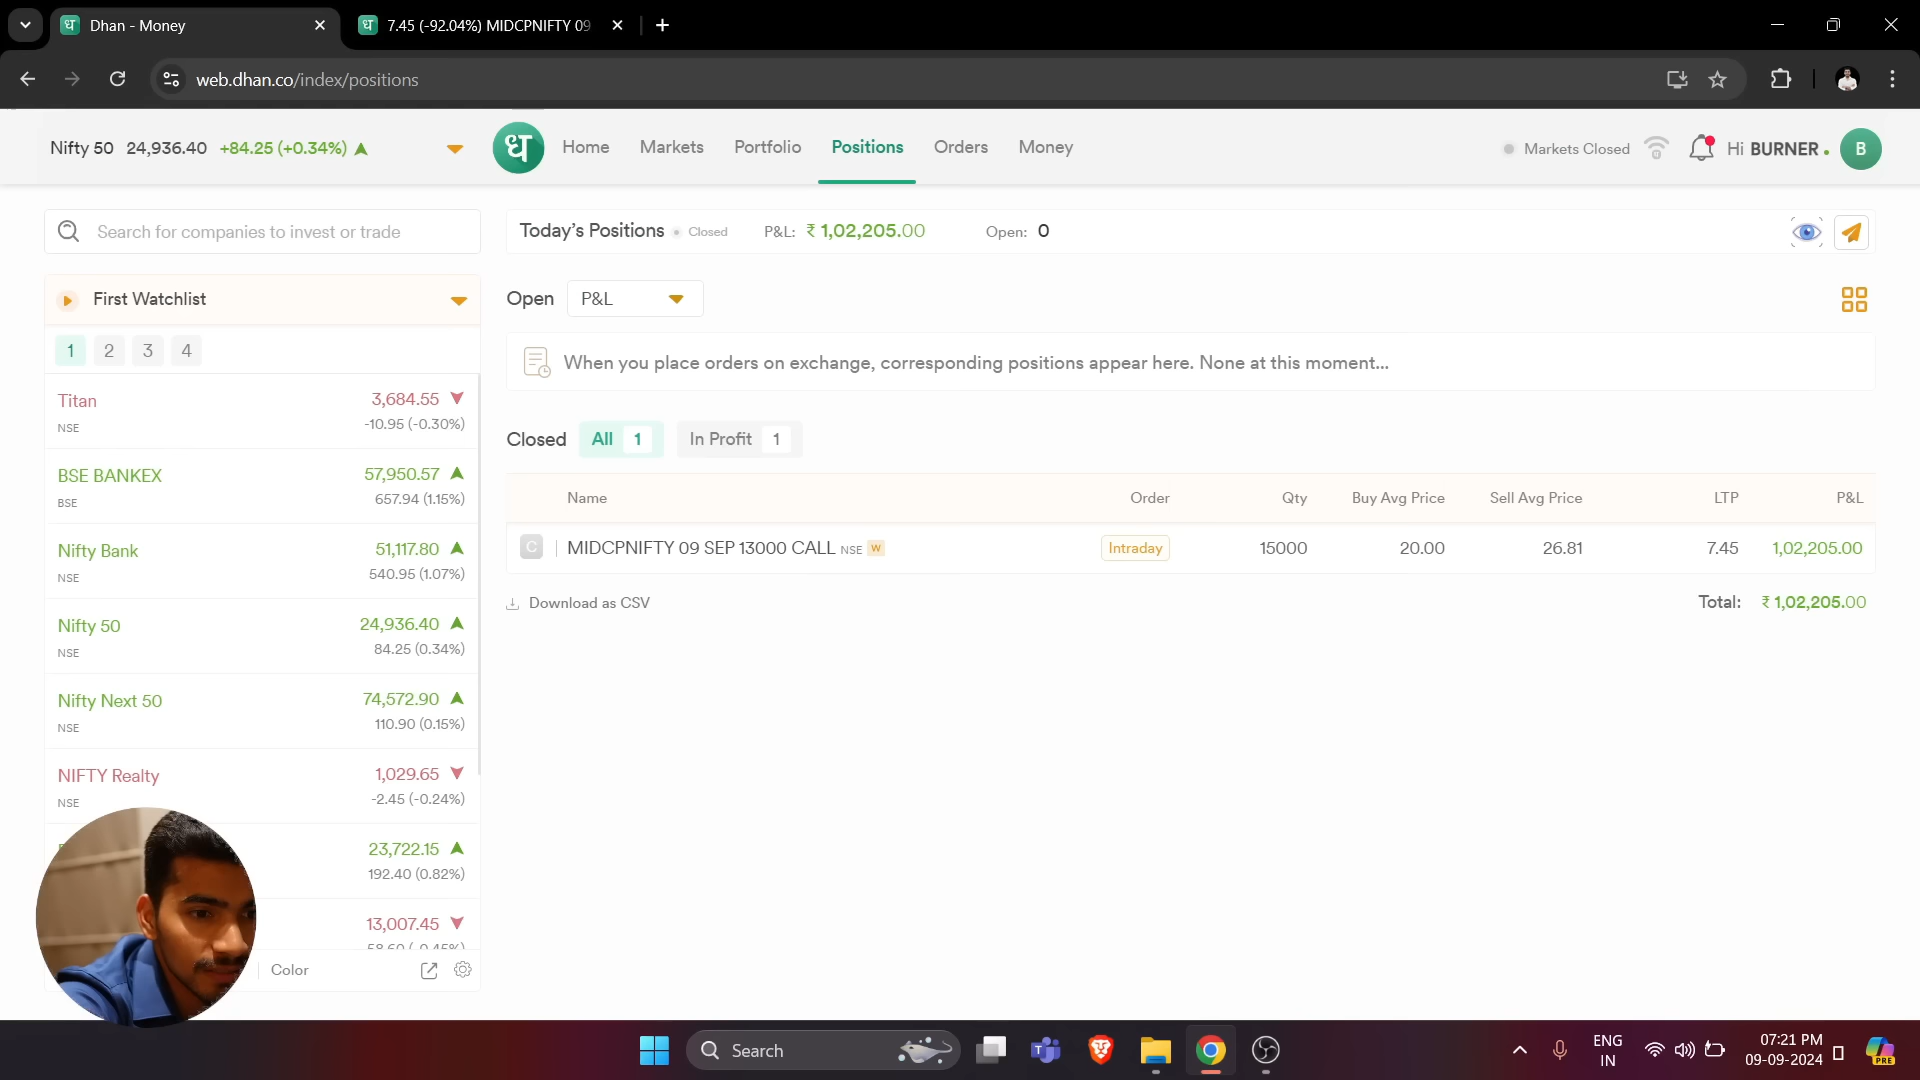 Dhan - Money
7.45 (-92.04%) MIDCPNIFTY 09
web.dhan.co/index/positions
Nifty 50 24,936.40 +84.25 (+0.34%)
ध
Home
Markets
Portfolio
Positions
Orders
Money
Markets Closed
Hi BURNER
B
Search for companies to invest or trade
Today's Positions Closed P&L: ₹ 1,02,205.00 Open: 0
First Watchlist
1 2 3 4
Titan 3,684.55
NSE -10.95 (-0.30%)
BSE BANKEX 57,950.57
BSE 657.94 (1.15%)
Nifty Bank 51,117.80
NSE 540.95 (1.07%)
Nifty 50 24,936.40
NSE 84.25 (0.34%)
Nifty Next 50 74,572.90
NSE 110.90 (0.15%)
NIFTY Realty 1,029.65
NSE -2.45 (-0.24%)
23,722.15
192.40 (0.82%)
13,007.45
Color
Open P&L
When you place orders on exchange, corresponding positions appear here. None at this moment...
Closed All 1 In Profit 1
Name Order Qty Buy Avg Price Sell Avg Price LTP P&L
C MIDCPNIFTY 09 SEP 13000 CALL NSE W Intraday 15000 20.00 26.81 7.45 1,02,205.00
Download as CSV
Total: ₹ 1,02,205.00
Search
ENG
IN
07:21 PM
09-09-2024
PRE